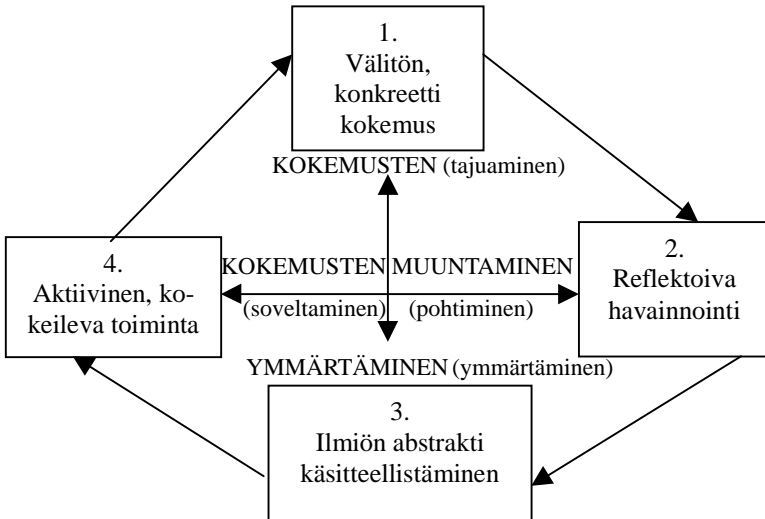 1.
Välitön,
konkreetti
kokemus
KOKEMUSTEN (tajuaminen)
4.
Aktiivinen, ko-
keileva toiminta
KOKEMUSTEN MUUNTAMINEN
(soveltaminen) (pohtiminen)
2.
Reflektoiva
havainnointi
YMMÄRTÄMINEN (ymmärtäminen)
3.
Ilmiön abstrakti
käsitteellistäminen